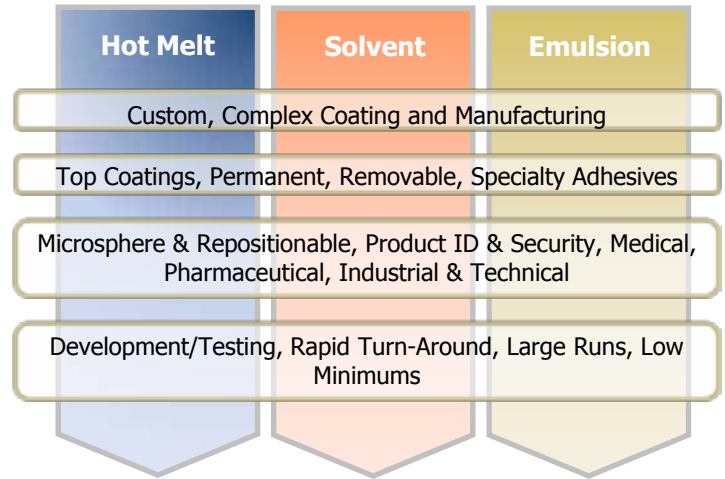 Hot Melt
Solvent
Emulsion
Custom, Complex Coating and Manufacturing
Top Coatings, Permanent, Removable, Specialty Adhesives
Microsphere & Repositionable, Product ID & Security, Medical,
Pharmaceutical, Industrial & Technical
Development/Testing, Rapid Turn-Around, Large Runs, Low
Minimums